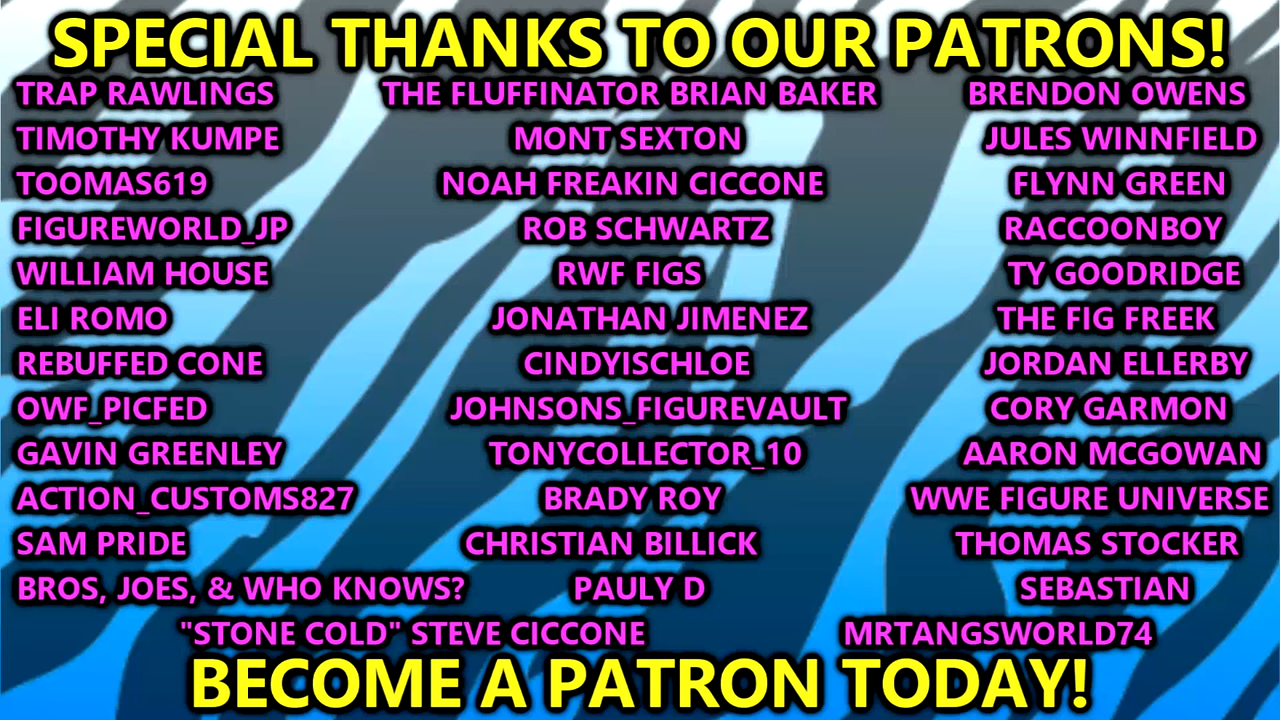 SPECIAL THANKS TO OUR PATRONS!
TRAP RAWLINGS THE FLUFFINATOR BRIAN BAKER BRENDON OWENS
TIMOTHY KUMPE MONT SEXTON JULES WINNFIELD
TOOMAS619 NOAH FREAKIN CICCONE FLYNN GREEN
FIGUREWORLD_JP ROB SCHWARTZ RACCOONBOY
WILLIAM HOUSE RWF FIGS TY GOODRIDGE
ELI ROMO JONATHAN JIMENEZ THE FIG FREEK
REBUFFED CONE CINDYISCHLOE JORDAN ELLERBY
OWF_PICFED JOHNSONS_FIGUREVAULT CORY GARMON
GAVIN GREENLEY TONYCOLLECTOR_10 AARON MCGOWAN
ACTION_CUSTOMS827 BRADY ROY WWE FIGURE UNIVERSE
SAM PRIDE CHRISTIAN BILLICK THOMAS STOCKER
BROS, JOES, & WHO KNOWS? PAULY D SEBASTIAN
"STONE COLD" STEVE CICCONE MRTANGSWORLD74
BECOME A PATRON TODAY!